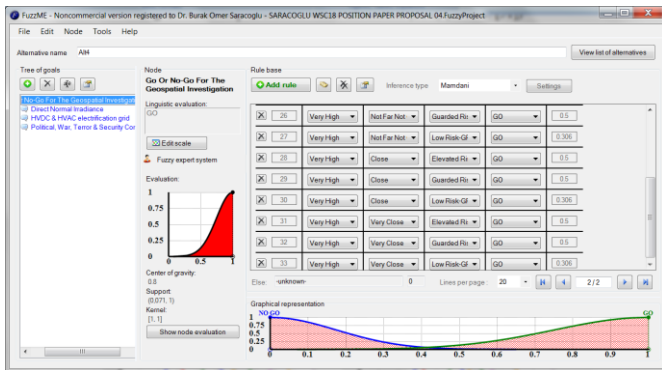 FuzzME - Noncommercial version registered to Dr. Burak Omer Saracoglu - SARACOGLU WSC18 POSITION PAPER PROPOSAL 04.FuzzyProject
File Edit Node Tools Help
Alternative name Alt4 View list of alternatives
Tree of goals
No-Go For The Geospatial Investigat
Direct Normal Irradiance
HVDC & HVAC electrification grid
Political, War, Terror & Security Cor
Node
Go Or No-Go For The
Geospatial Investigation
Linguistic evaluation:
GO
Edit scale
Fuzzy expert system
Evaluation:
1
0.75
0.5
0.25
0
0 0.5 1
Center of gravity:
0.8
Support:
(0,071, 1)
Kernel:
[1, 1]
Show node evaluation
Rule base
Add rule Inference type Mamdani Settings
26 Very High Not Far Not Guarded Ris GO 0.5
27 Very High Not Far Not Low Risk-GF GO 0.306
28 Very High Close Elevated Ris GO 0.5
29 Very High Close Guarded Ris GO 0.5
30 Very High Close Low Risk-GF GO 0.306
31 Very High Very Close Elevated Ris GO 0.5
32 Very High Very Close Guarded Ris GO 0.5
33 Very High Very Close Low Risk-GF GO 0.306
Else: -unknown- 0 Lines per page: 20 2/2
Graphical representation
NO GO GO
1
0.75
0.5
0.25
0
0 0.1 0.2 0.3 0.4 0.5 0.6 0.7 0.8 0.9 1